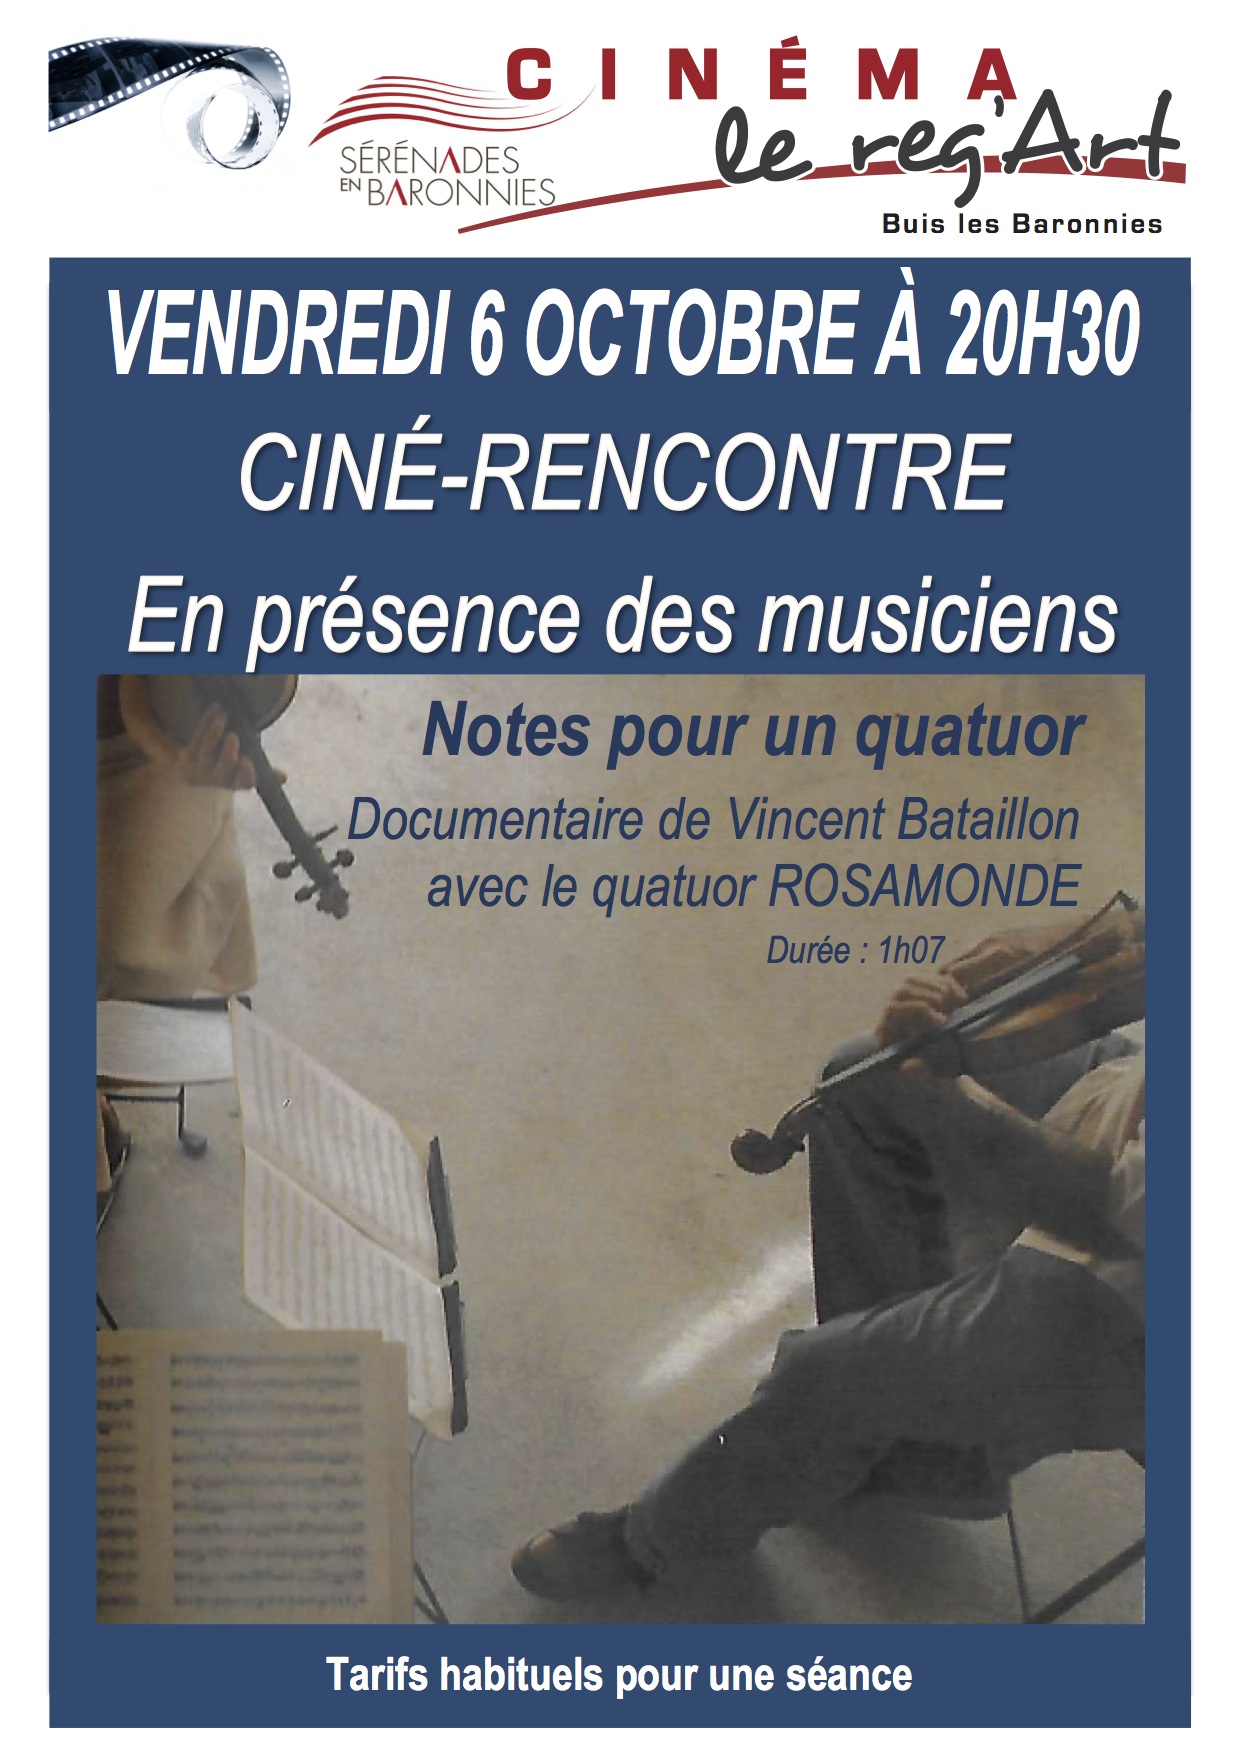 CINÉMA
le reg'Art
SÉRÉNADES
EN BARONNIES
Buis les Baronnies
VENDREDI 6 OCTOBRE À 20H30
CINÉ-RENCONTRE
En présence des musiciens
Notes pour un quatuor
Documentaire de Vincent Bataillon
avec le quatuor ROSAMONDE
Durée : 1h07
Tarifs habituels pour une séance